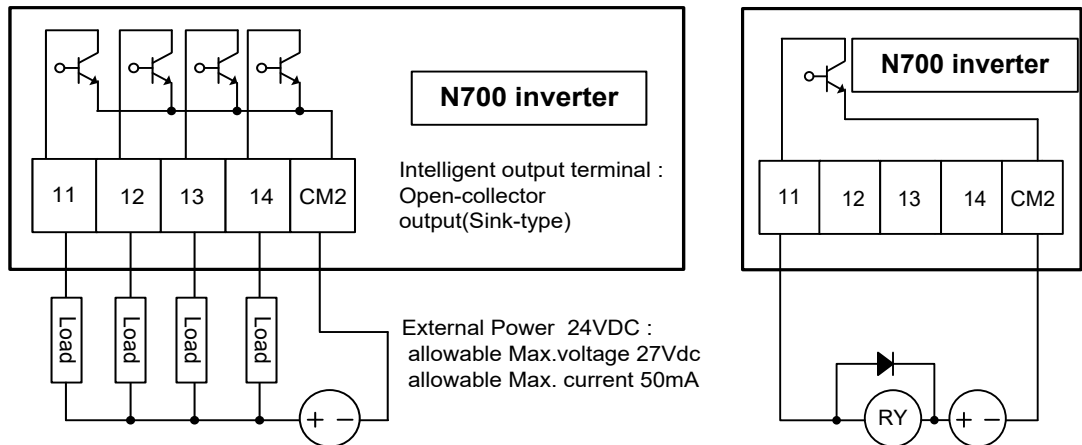 N700 inverter
Intelligent output terminal :
Open-collector
output(Sink-type)
11 12 13 14 CM2
Load Load Load Load
External Power 24VDC :
allowable Max.voltage 27Vdc
allowable Max. current 50mA
+ −
N700 inverter
11 12 13 14 CM2
RY + −